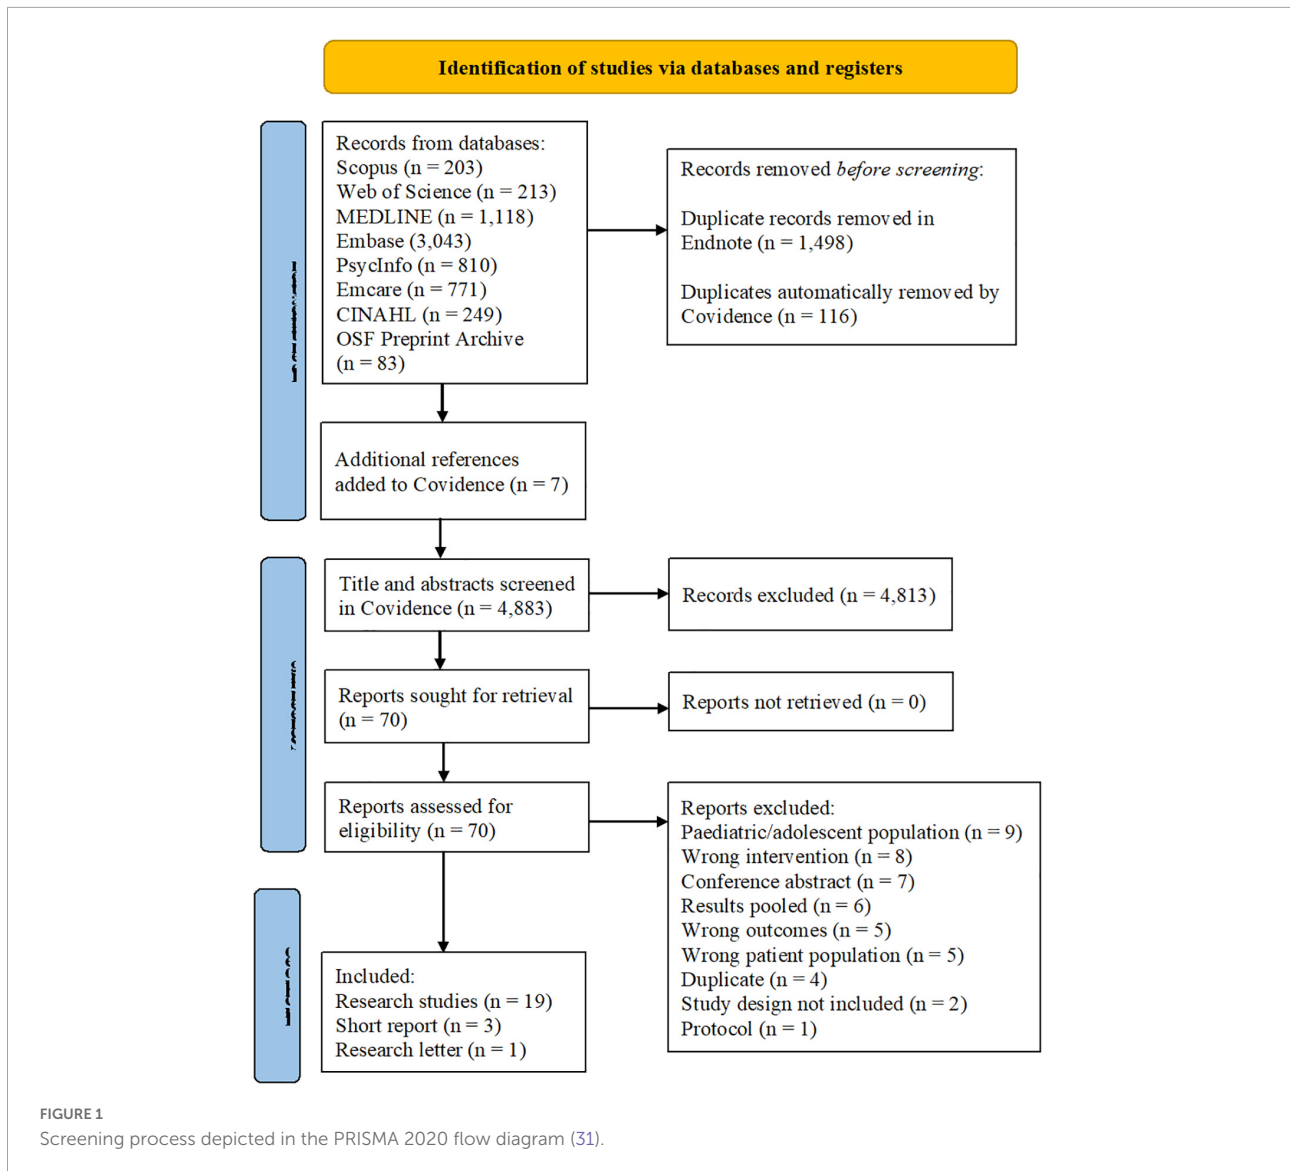 Identification of studies via databases and registers
Records from databases:
Scopus (n = 203)
Web of Science (n = 213)
MEDLINE (n = 1,118)
Embase (3,043)
PsycInfo (n = 810)
Emcare (n = 771)
CINAHL (n = 249)
OSF Preprint Archive
(n = 83)
Records removed before screening:
Duplicate records removed in
Endnote (n = 1,498)
Duplicates automatically removed by
Covidence (n = 116)
Additional references
added to Covidence (n = 7)
Title and abstracts screened
in Covidence (n = 4,883)
Records excluded (n = 4,813)
Reports sought for retrieval
(n = 70)
Reports not retrieved (n = 0)
Reports assessed for
eligibility (n = 70)
Reports excluded:
Paediatric/adolescent population (n = 9)
Wrong intervention (n = 8)
Conference abstract (n = 7)
Results pooled (n = 6)
Wrong outcomes (n = 5)
Wrong patient population (n = 5)
Duplicate (n = 4)
Study design not included (n = 2)
Protocol (n = 1)
Included:
Research studies (n = 19)
Short report (n = 3)
Research letter (n = 1)
FIGURE 1
Screening process depicted in the PRISMA 2020 flow diagram (31).